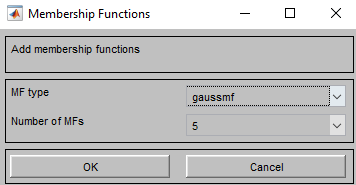 Membership Functions
Add membership functions
MF type
gaussmf
Number of MFs
5
OK
Cancel